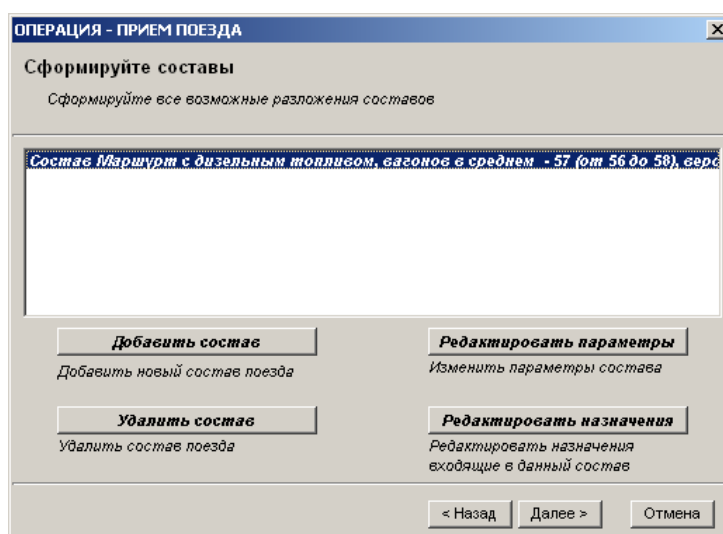 ОПЕРАЦИЯ - ПРИЕМ ПОЕЗДА
Сформируйте составы
Сформируйте все возможные разложения составов
Состав Маршурт с дизельным топливом, вагонов в среднем - 57 (от 56 до 58), веро
Добавить состав
Добавить новый состав поезда
Редактировать параметры
Изменить параметры состава
Удалить состав
Удалить состав поезда
Редактировать назначения
Редактировать назначения
входящие в данный состав
< Назад
Далее >
Отмена